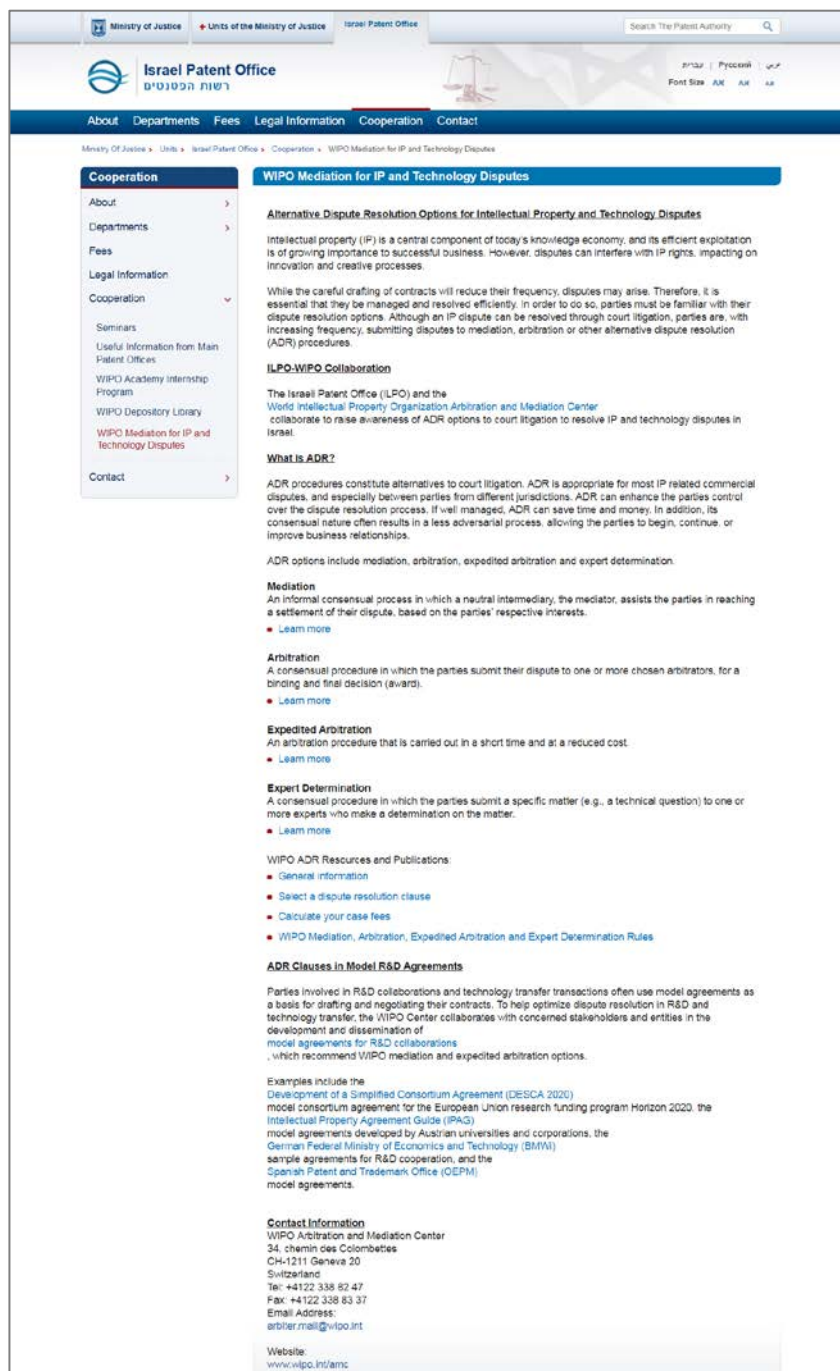 Ministry of Justice
Units of the Ministry of Justice
Israel Patent Office
Search The Patent Authority
Israel Patent Office
רשות הפטנטים
עברית | Русский | عربي
Font Size AK AK AK
About Departments Fees Legal Information Cooperation Contact
Ministry Of Justice > Units > Israel Patent Office > Cooperation > WIPO Mediation for IP and Technology Disputes
Cooperation
About
Departments
Fees
Legal Information
Cooperation
Seminars
Useful Information from Main
Patent Offices
WIPO Academy Internship
Program
WIPO Depository Library
WIPO Mediation for IP and
Technology Disputes
Contact
WIPO Mediation for IP and Technology Disputes
Alternative Dispute Resolution Options for Intellectual Property and Technology Disputes
Intellectual property (IP) is a central component of today's knowledge economy, and its efficient exploitation
is of growing importance to successful business. However, disputes can interfere with IP rights, impacting on
innovation and creative processes.
While the careful drafting of contracts will reduce their frequency, disputes may arise. Therefore, it is
essential that they be managed and resolved efficiently. In order to do so, parties must be familiar with their
dispute resolution options. Although an IP dispute can be resolved through court litigation, parties are, with
increasing frequency, submitting disputes to mediation, arbitration or other alternative dispute resolution
(ADR) procedures.
ILPO-WIPO Collaboration
The Israeli Patent Office (ILPO) and the
World Intellectual Property Organization Arbitration and Mediation Center
collaborate to raise awareness of ADR options to court litigation to resolve IP and technology disputes in
Israel.
What is ADR?
ADR procedures constitute alternatives to court litigation. ADR is appropriate for most IP related commercial
disputes, and especially between parties from different jurisdictions. ADR can enhance the parties control
over the dispute resolution process. If well managed, ADR can save time and money. In addition, its
consensual nature often results in a less adversarial process, allowing the parties to begin, continue, or
improve business relationships.
ADR options include mediation, arbitration, expedited arbitration and expert determination.
Mediation
An informal consensual process in which a neutral intermediary, the mediator, assists the parties in reaching
a settlement of their dispute, based on the parties' respective interests.
Learn more
Arbitration
A consensual procedure in which the parties submit their dispute to one or more chosen arbitrators, for a
binding and final decision (award).
Learn more
Expedited Arbitration
An arbitration procedure that is carried out in a short time and at a reduced cost.
Learn more
Expert Determination
A consensual procedure in which the parties submit a specific matter (e.g., a technical question) to one or
more experts who make a determination on the matter.
Learn more
WIPO ADR Resources and Publications:
General information
Select a dispute resolution clause
Calculate your case fees
WIPO Mediation, Arbitration, Expedited Arbitration and Expert Determination Rules
ADR Clauses in Model R&D Agreements
Parties involved in R&D collaborations and technology transfer transactions often use model agreements as
a basis for drafting and negotiating their contracts. To help optimize dispute resolution in R&D and
technology transfer, the WIPO Center collaborates with concerned stakeholders and entities in the
development and dissemination of
model agreements for R&D collaborations
, which recommend WIPO mediation and expedited arbitration options.
Examples include the
Development of a Simplified Consortium Agreement (DESCA 2020)
model consortium agreement for the European Union research funding program Horizon 2020, the
Intellectual Property Agreement Guide (IPAG)
model agreements developed by Austrian universities and corporations, the
German Federal Ministry of Economics and Technology (BMWi)
sample agreements for R&D cooperation, and the
Spanish Patent and Trademark Office (OEPM)
model agreements.
Contact Information
WIPO Arbitration and Mediation Center
34, chemin des Colombettes
CH-1211 Geneva 20
Switzerland
Tel: +4122 338 82 47
Fax: +4122 338 83 37
Email Address:
arbiter.mail@wipo.int
Website:
www.wipo.int/amc